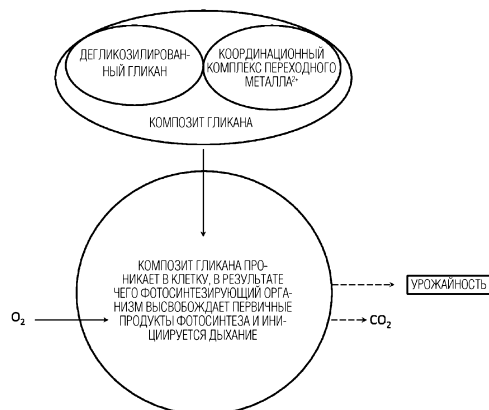 ДЕГЛИКОЗИЛИРОВАН-
НЫЙ ГЛИКАН
КООРДИНАЦИОННЫЙ
КОМПЛЕКС ПЕРЕХОДНОГО
МЕТАЛЛА²⁺
КОМПОЗИТ ГЛИКАНА
КОМПОЗИТ ГЛИКАНА ПРО-
НИКАЕТ В КЛЕТКУ, В РЕЗУЛЬТАТЕ
ЧЕГО ФОТОСИНТЕЗИРУЮЩИЙ ОРГА-
НИЗМ ВЫСВОБОЖДАЕТ ПЕРВИЧНЫЕ
ПРОДУКТЫ ФОТОСИНТЕЗА И ИНИ-
ЦИИРУЕТСЯ ДЫХАНИЕ
O₂
УРОЖАЙНОСТЬ
CO₂